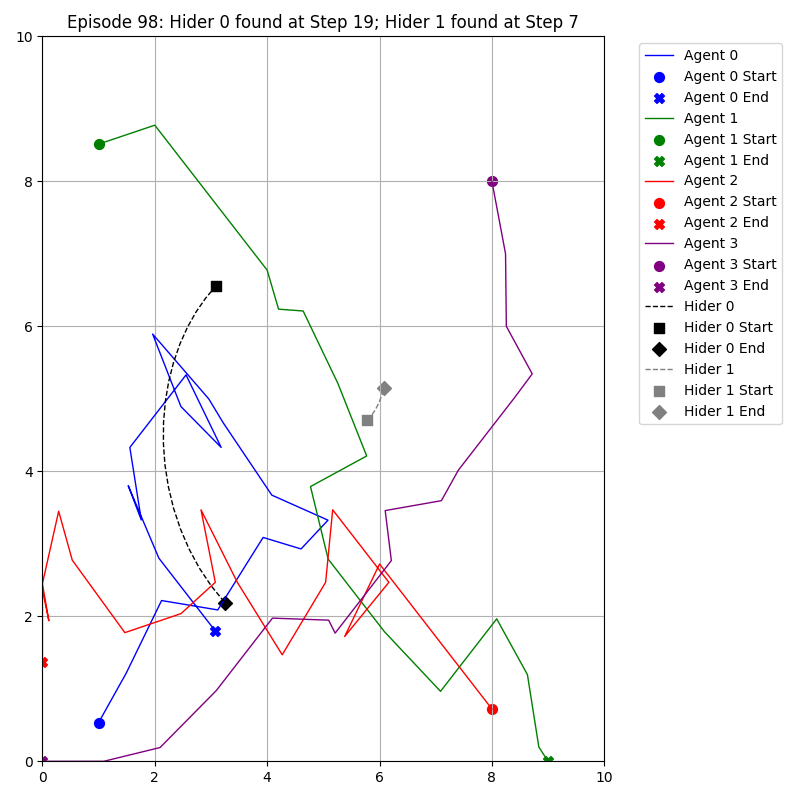 Episode 98: Hider 0 found at Step 19; Hider 1 found at Step 7
10
8
6
4
2
0
0
2
4
6
8
10
Agent 0
Agent 0 Start
Agent 0 End
Agent 1
Agent 1 Start
Agent 1 End
Agent 2
Agent 2 Start
Agent 2 End
Agent 3
Agent 3 Start
Agent 3 End
Hider 0
Hider 0 Start
Hider 0 End
Hider 1
Hider 1 Start
Hider 1 End